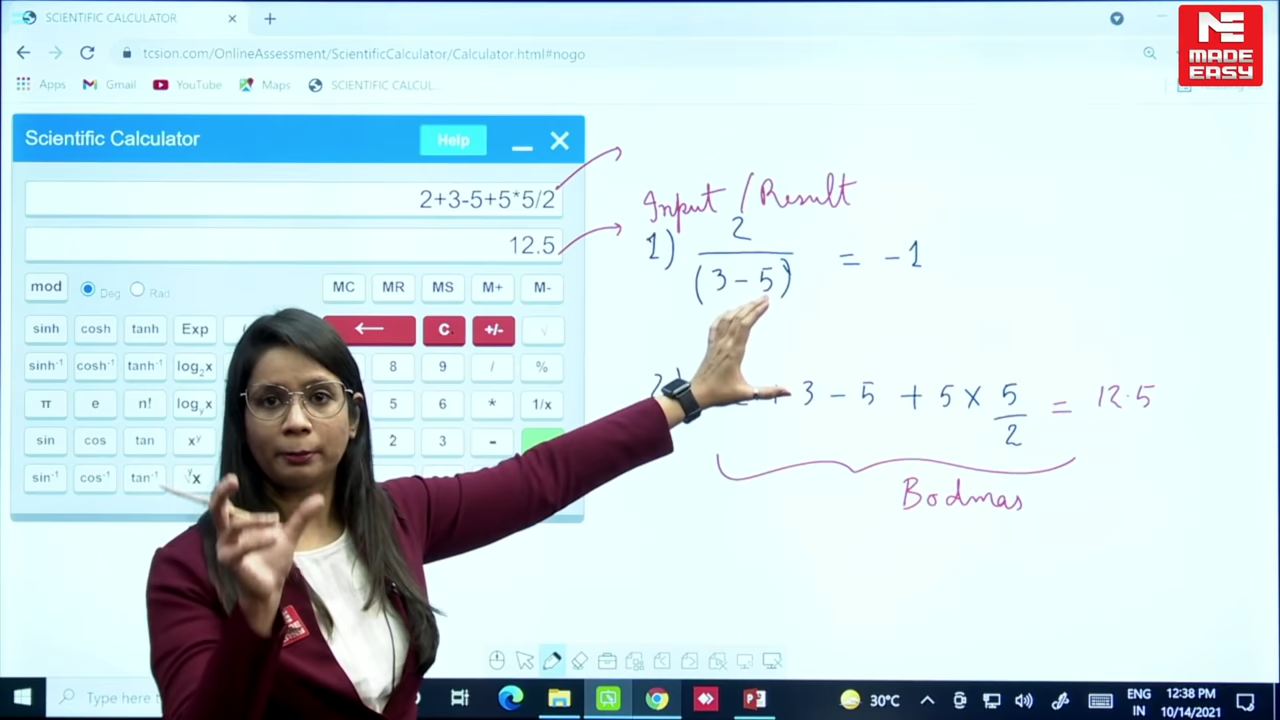 SCIENTIFIC CALCULATOR
tcsion.com/OnlineAssessment/ScientificCalculator/Calculator.html#nogo
Apps Gmail YouTube Maps SCIENTIFIC CALCUL...
ME
MADE
EASY
Scientific Calculator Help
2+3-5+5*5/2
12.5
mod Deg Rad MC MR MS M+ M-
sinh cosh tanh Exp ( ← C +/- √
sinh⁻¹ cosh⁻¹ tanh⁻¹ log₂x 8 9 / %
π e n! logᵧx 5 6 * 1/x
sin cos tan xʸ 2 3 -
sin⁻¹ cos⁻¹ tan⁻¹ ʸ√x
Input / Result
1) 2/(3-5) = -1
3 - 5 + 5 × 5/2 = 12.5
Bodmas
Type here t
30°C ENG 12:38 PM
IN 10/14/2021